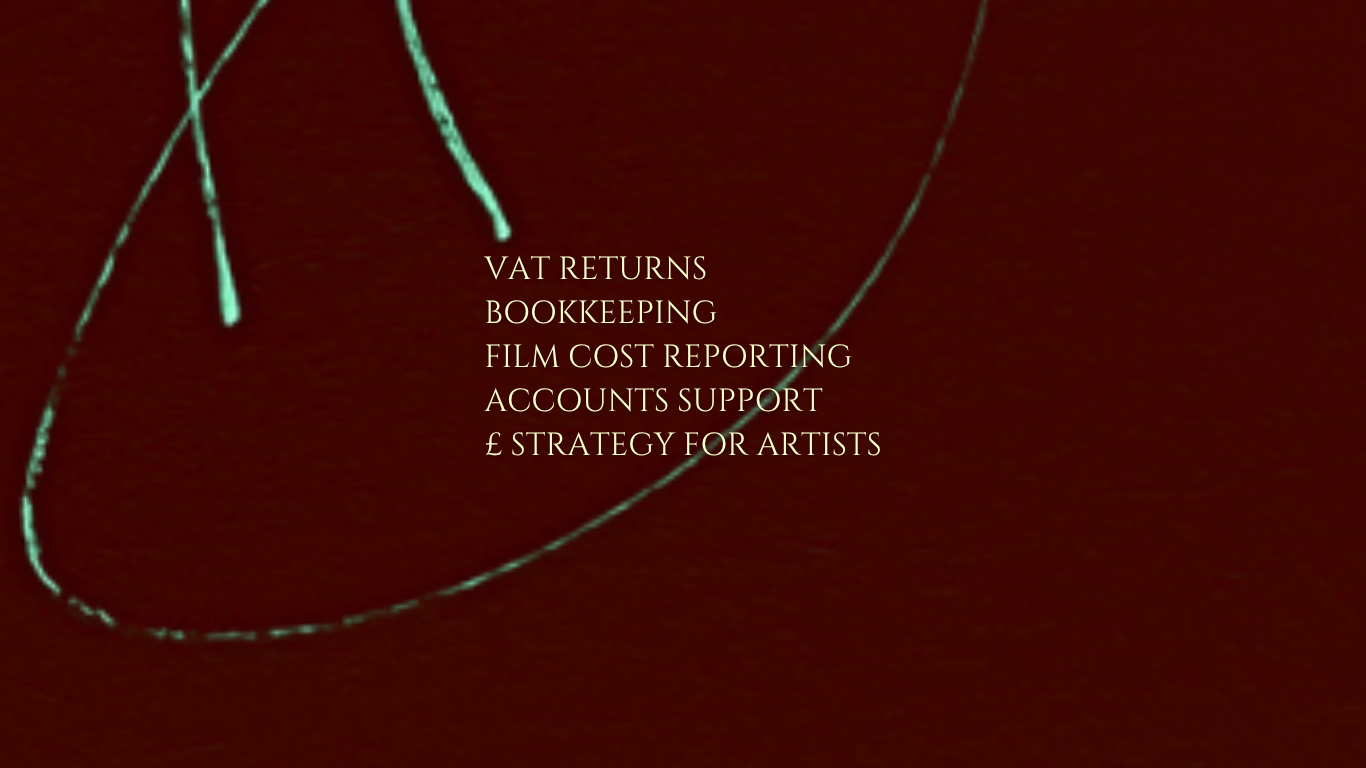 VAT RETURNS
BOOKKEEPING
FILM COST REPORTING
ACCOUNTS SUPPORT
£ STRATEGY FOR ARTISTS